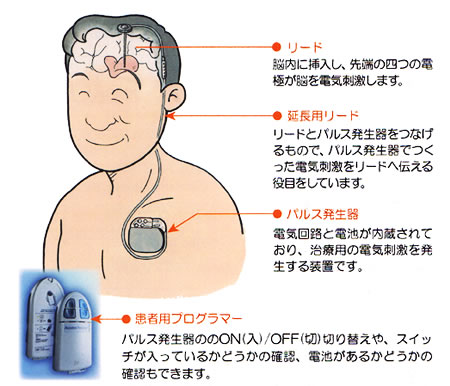 ● リード
脳内に挿入し、先端の四つの電
極が脳を電気刺激します。
● 延長用リード
リードとパルス発生器をつなげ
るもので、パルス発生器でつく
った電気刺激をリードへ伝える
役目をしています。
● パルス発生器
電気回路と電池が内蔵されて
おり、治療用の電気刺激を発
生する装置です。
● 患者用プログラマー
パルス発生器ののON(入)/OFF(切)切り替えや、スイッ
チが入っているかどうかの確認、電池があるかどうかの
確認もできます。